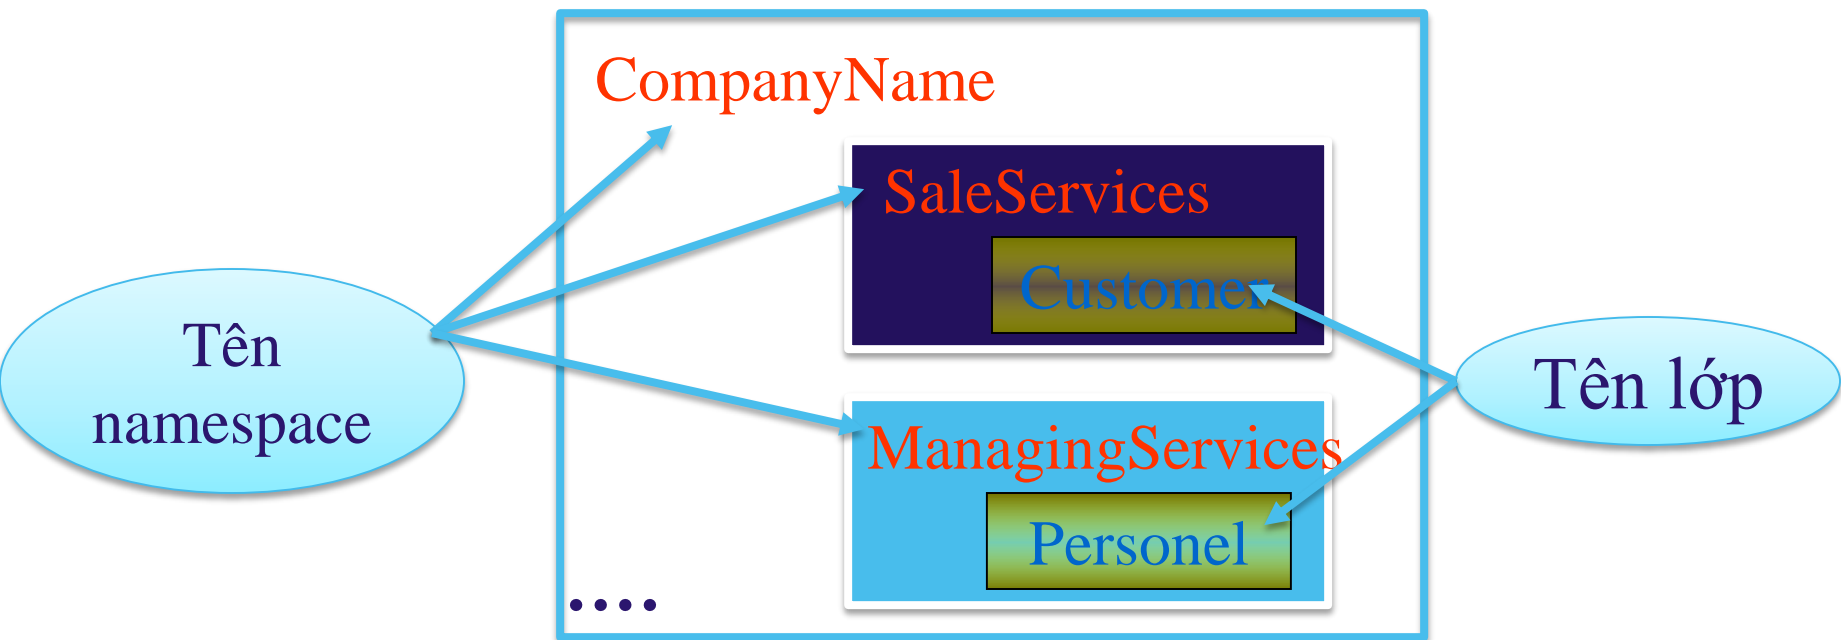 CompanyName
SaleServices
Customer
Tên
namespace
Tên lớp
ManagingServices
Personel
....